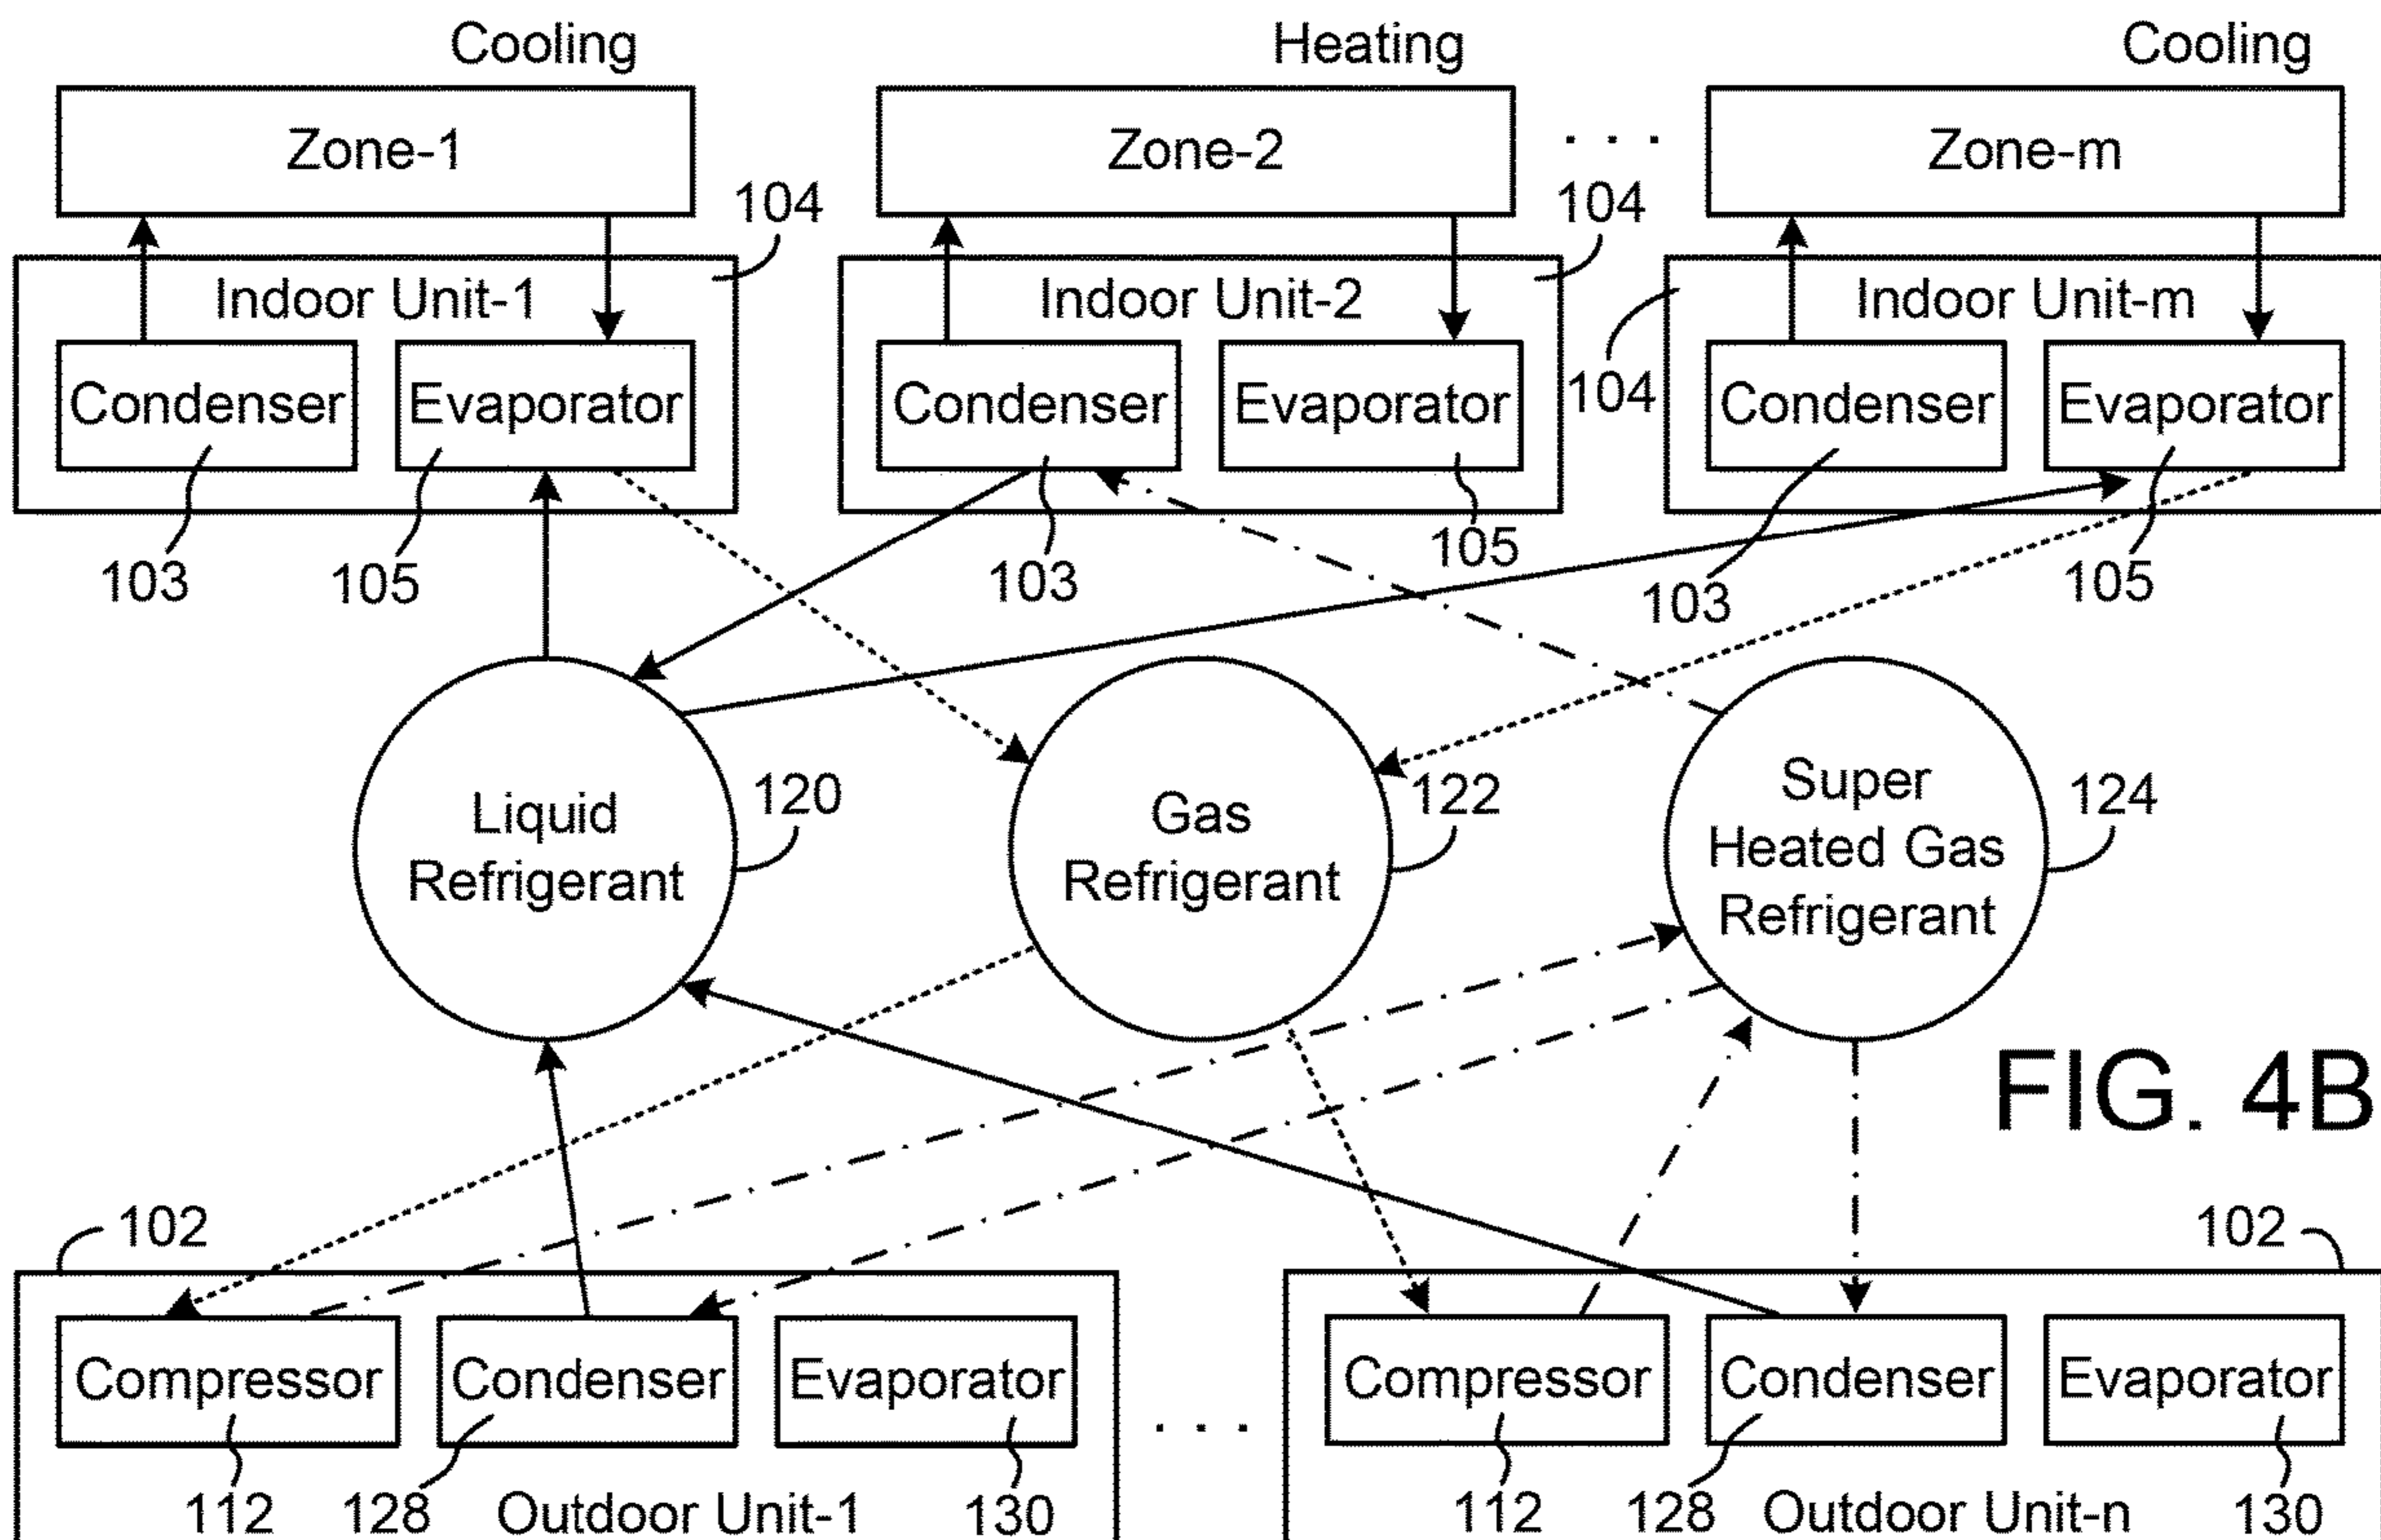 Cooling
Heating
Cooling
Zone-1
Zone-2
. . .
Zone-m
104
104
Indoor Unit-1
Indoor Unit-2
Indoor Unit-m
Condenser
Evaporator
Condenser
Evaporator
104
Condenser
Evaporator
103
105
103
105
103
105
Liquid
Refrigerant
120
Gas
Refrigerant
122
Super
Heated Gas
Refrigerant
124
FIG. 4B
102
102
Compressor
Condenser
Evaporator
. . .
Compressor
Condenser
Evaporator
112
128
Outdoor Unit-1
130
112
128
Outdoor Unit-n
130